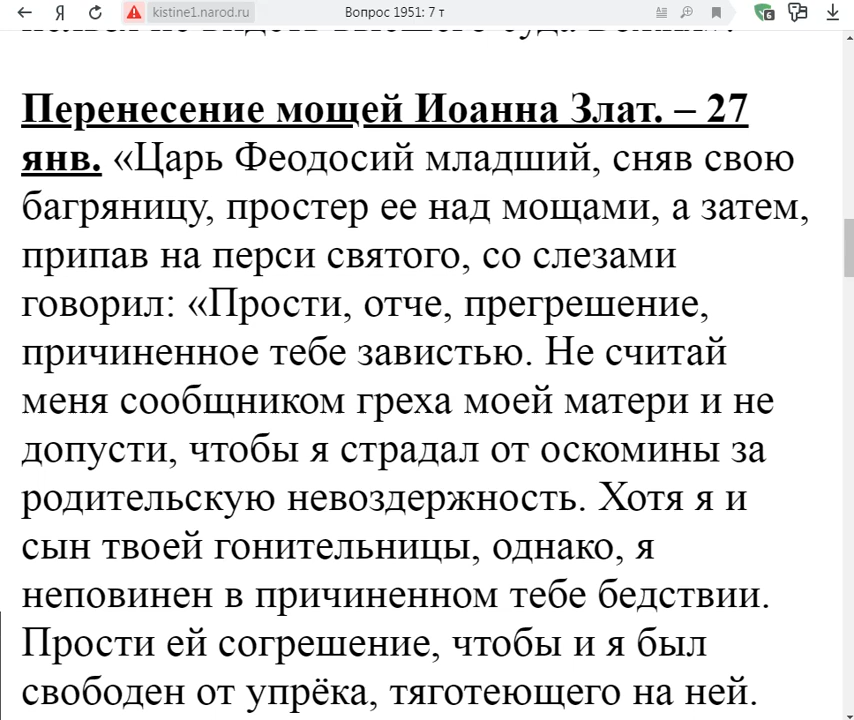 Я kistine1.narod.ru Вопрос 1951: 7 т 6
Перенесение мощей Иоанна Злат. – 27
янв. «Царь Феодосий младший, сняв свою
багряницу, простер ее над мощами, а затем,
припав на перси святого, со слезами
говорил: «Прости, отче, прегрешение,
причиненное тебе завистью. Не считай
меня сообщником греха моей матери и не
допусти, чтобы я страдал от оскомины за
родительскую невоздержность. Хотя я и
сын твоей гонительницы, однако, я
неповинен в причиненном тебе бедствии.
Прости ей согрешение, чтобы и я был
свободен от упрёка, тяготеющего на ней.